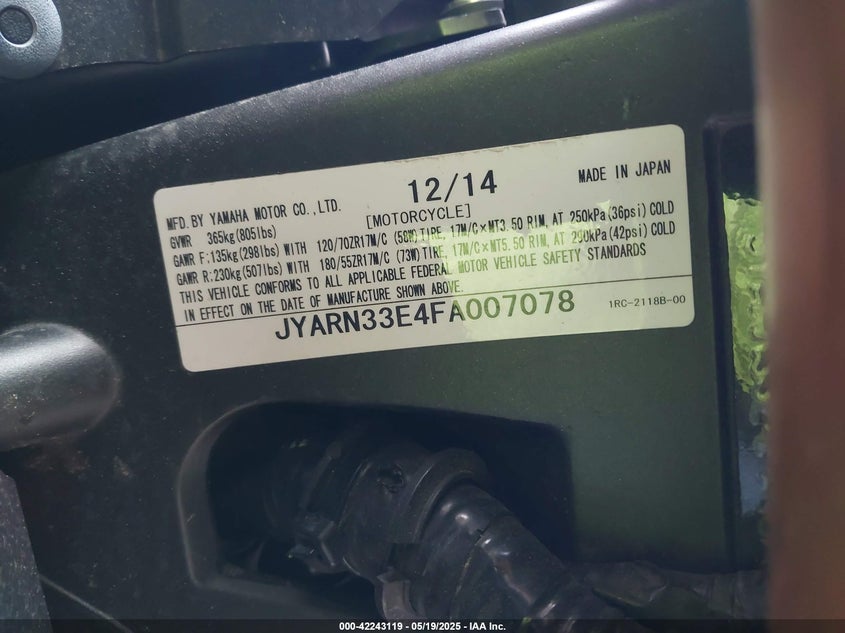 12/14
MADE IN JAPAN
MFD. BY YAMAHA MOTOR CO., LTD.
[MOTORCYCLE]
GVWR 365kg(805lbs)
GAWR F:135kg(298lbs) WITH 120/70ZR17M/C (58W)TIRE, 17M/C×MT3.50 RIM, AT 250kPa(36psi) COLD
GAWR R:230kg(507lbs) WITH 180/55ZR17M/C (73W)TIRE, 17M/C×MT5.50 RIM, AT 290kPa(42psi) COLD
THIS VEHICLE CONFORMS TO ALL APPLICABLE FEDERAL MOTOR VEHICLE SAFETY STANDARDS
IN EFFECT ON THE DATE OF MANUFACTURE SHOWN ABOVE.
JYARN33E4FA007078
1RC-2118B-00
000-42243119 - 05/19/2025 - IAA Inc.